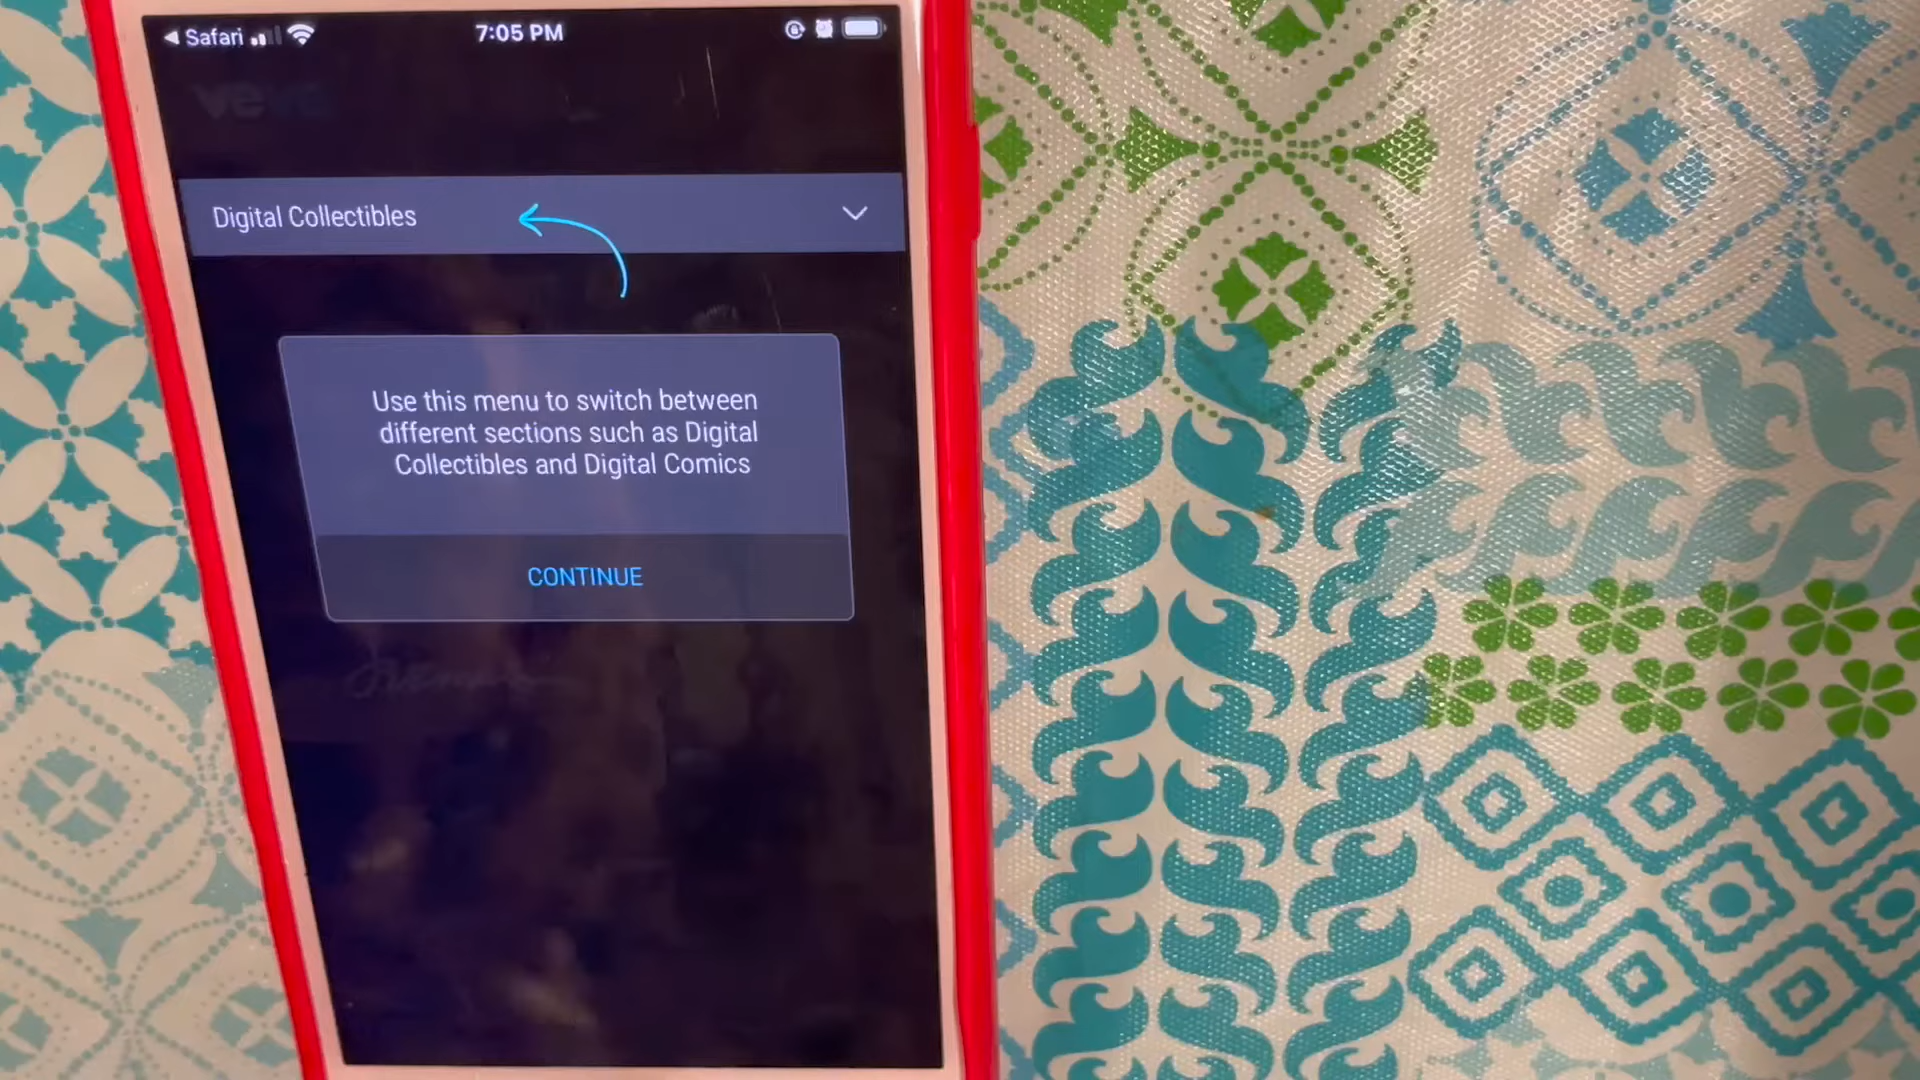 Safari
7:05 PM
veve
Digital Collectibles
Use this menu to switch between
different sections such as Digital
Collectibles and Digital Comics
CONTINUE